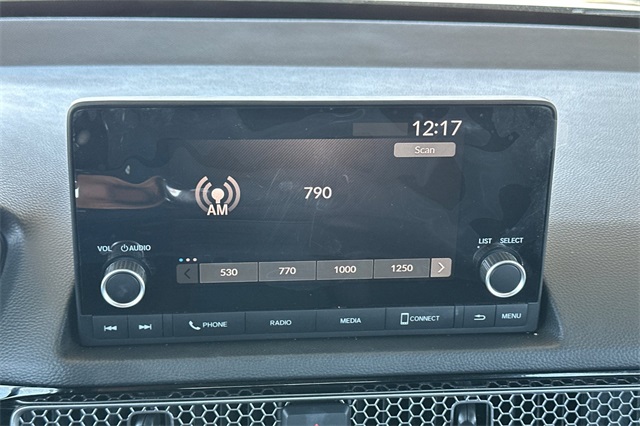 12:17
Scan
790
AM
VOL AUDIO
LIST SELECT
530 770 1000 1250
PHONE RADIO MEDIA CONNECT MENU